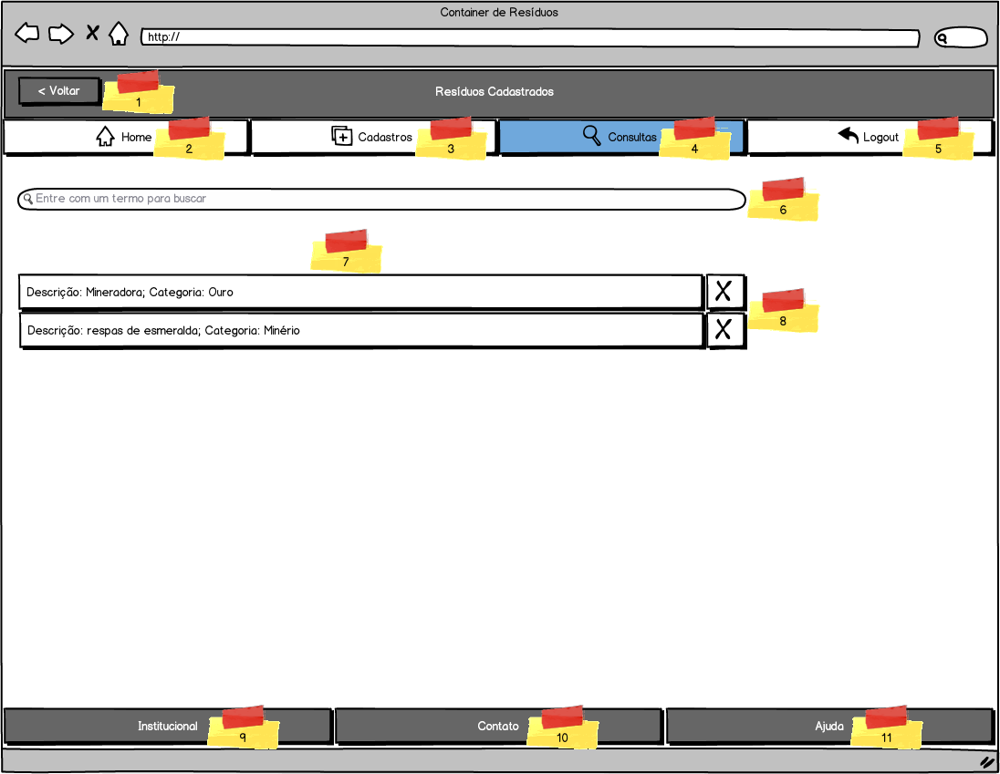 Container de Resíduos
http://
< Voltar
1
Resíduos Cadastrados
Home
2
Cadastros
3
Consultas
4
Logout
5
Entre com um termo para buscar
6
7
Descrição: Mineradora; Categoria: Ouro
X
Descrição: respas de esmeralda; Categoria: Minério
X
8
Institucional
9
Contato
10
Ajuda
11